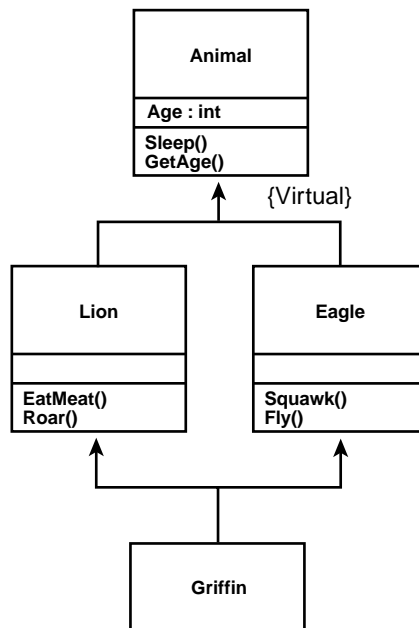 Animal
Age : int
Sleep()
GetAge()
{Virtual}
Lion
Eagle
EatMeat()
Roar()
Squawk()
Fly()
Griffin